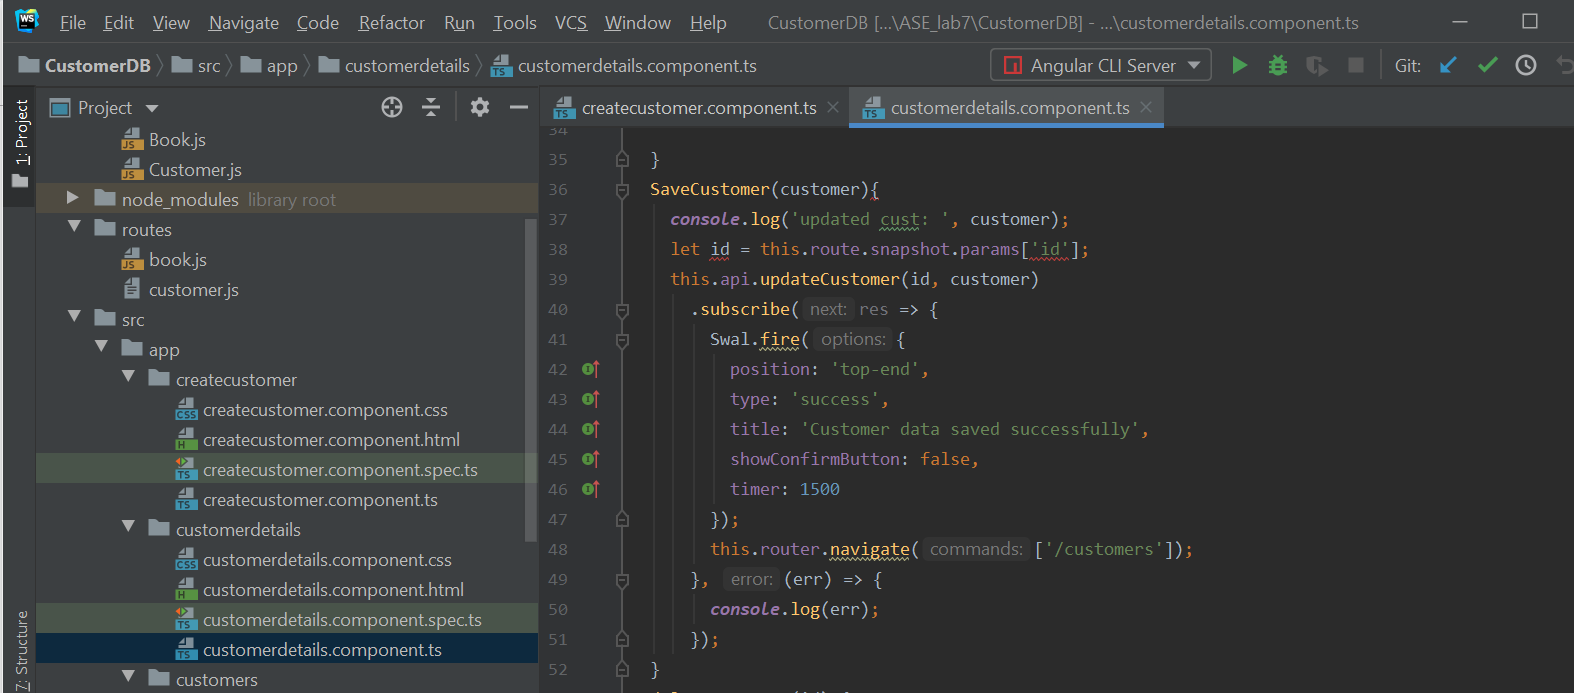 WS File Edit View Navigate Code Refactor Run Tools VCS Window Help CustomerDB [...\ASE_lab7\CustomerDB] - ...\customerdetails.component.ts
CustomerDB src app customerdetails customerdetails.component.ts Angular CLI Server Git:
1: Project
7: Structure
Project
Book.js
Customer.js
node_modules library root
routes
book.js
customer.js
src
app
createcustomer
createcustomer.component.css
createcustomer.component.html
createcustomer.component.spec.ts
createcustomer.component.ts
customerdetails
customerdetails.component.css
customerdetails.component.html
customerdetails.component.spec.ts
customerdetails.component.ts
customers
createcustomer.component.ts customerdetails.component.ts
34
35 }
36 SaveCustomer(customer){
37 console.log('updated cust: ', customer);
38 let id = this.route.snapshot.params['id'];
39 this.api.updateCustomer(id, customer)
40 .subscribe( next: res => {
41 Swal.fire( options: {
42 position: 'top-end',
43 type: 'success',
44 title: 'Customer data saved successfully',
45 showConfirmButton: false,
46 timer: 1500
47 });
48 this.router.navigate( commands: ['/customers']);
49 }, error: (err) => {
50 console.log(err);
51 });
52 }